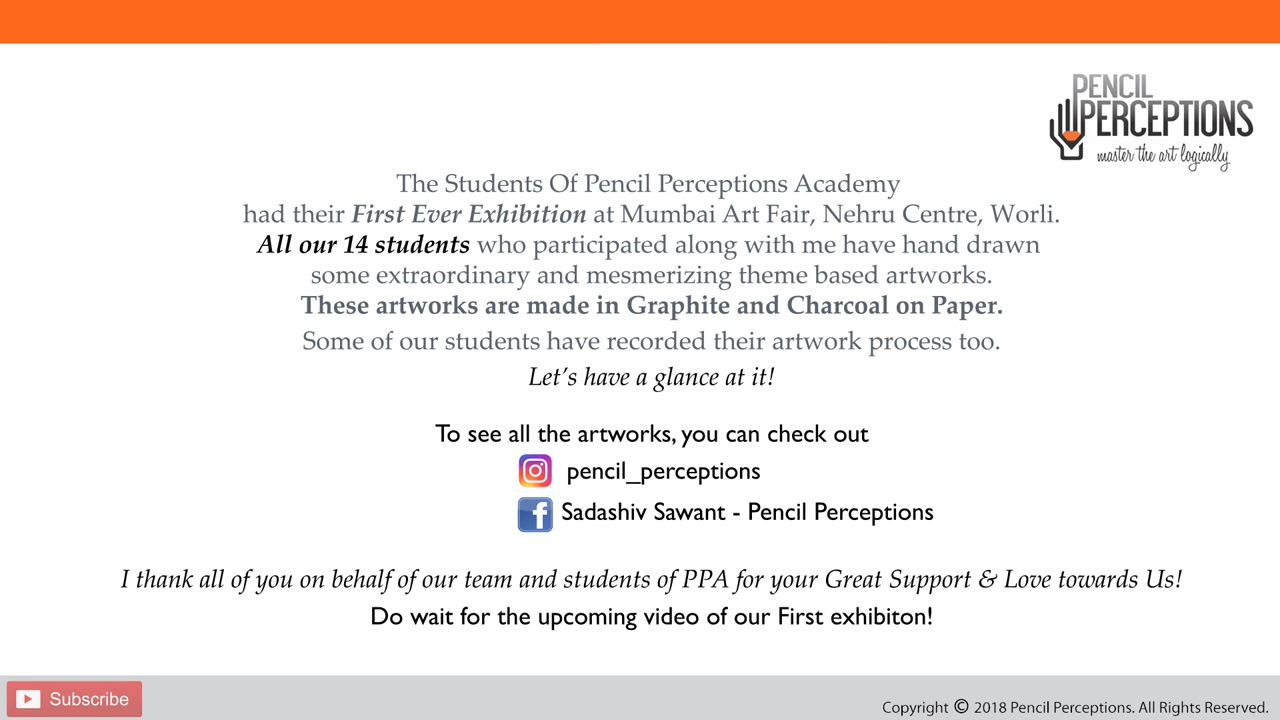 PENCIL
PERCEPTIONS
master the art logically
The Students Of Pencil Perceptions Academy
had their First Ever Exhibition at Mumbai Art Fair, Nehru Centre, Worli.
All our 14 students who participated along with me have hand drawn
some extraordinary and mesmerizing theme based artworks.
These artworks are made in Graphite and Charcoal on Paper.
Some of our students have recorded their artwork process too.
Let's have a glance at it!
To see all the artworks, you can check out
pencil_perceptions
Sadashiv Sawant - Pencil Perceptions
I thank all of you on behalf of our team and students of PPA for your Great Support & Love towards Us!
Do wait for the upcoming video of our First exhibiton!
Subscribe
Copyright © 2018 Pencil Perceptions. All Rights Reserved.